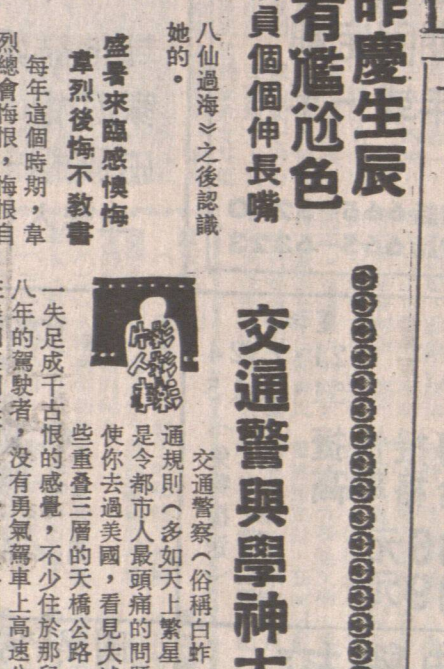 昨慶生辰
有尷尬色
員個個伸長嘴
八仙過海》之後認識
她的。
盛暑來臨感懊悔
韋烈後悔不教書
每年這個時期，韋
烈總會悔恨，悔恨自
交通警與學神
影影綵
片人
交通警察（俗稱白蚱
通規則（多如天上繁星
是令都市人最頭痛的問
使你去過美國，看見大
些重叠三層的天橋公路
一失足成千古恨的感覺，不少住於那
八年的駕駛者，没有勇氣駕車上高速